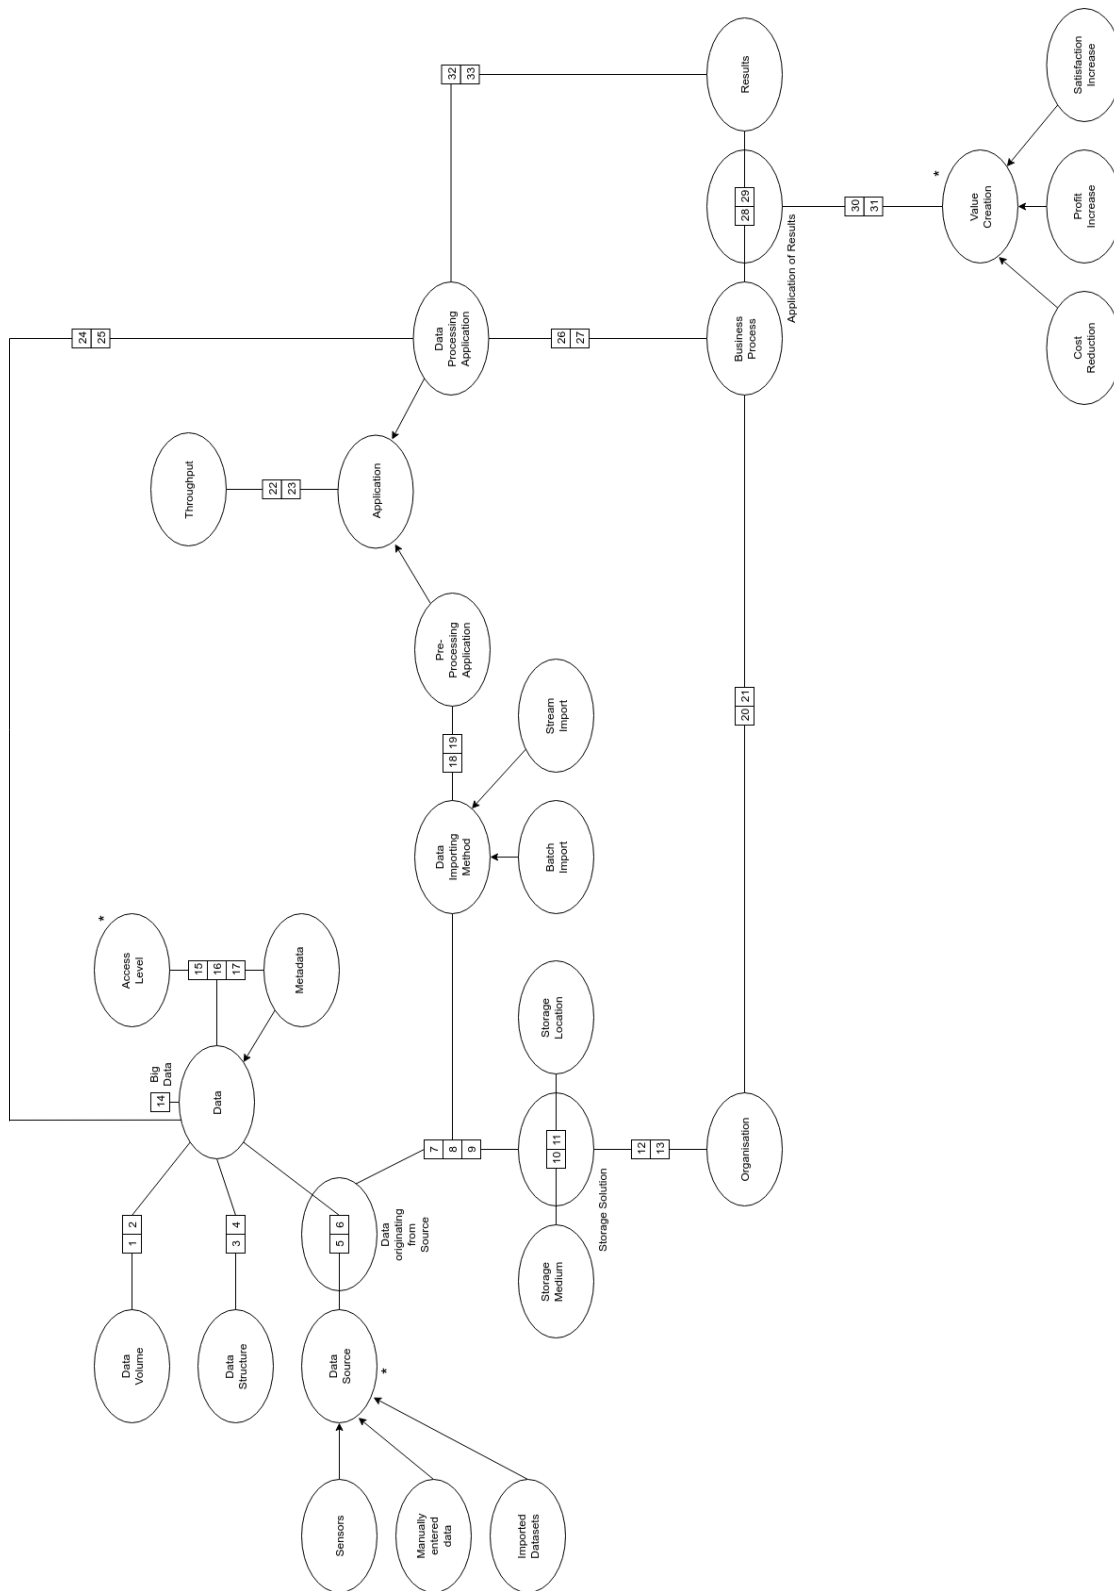 24
25
*
Data
Volume
1 2
Access
Level
Big
Data
14
Throughput
15
16
17
Data
Structure
3 4
Data
Metadata
22
23
Sensors
Data
Source
*
5 6
Data
originating
from
Source
Application
Manually
entered
data
7
8
9
Data
Importing
Method
18 19
Pre-
Processing
Application
Data
Processing
Application
32
33
Imported
Datasets
Storage
Medium
10 11
Storage Solution
Storage
Location
Batch
Import
Stream
Import
26
27
12
13
Organisation
20 21
Business
Process
28 29
Application of Results
Results
30
31
*
Value
Creation
Cost
Reduction
Profit
Increase
Satisfaction
Increase